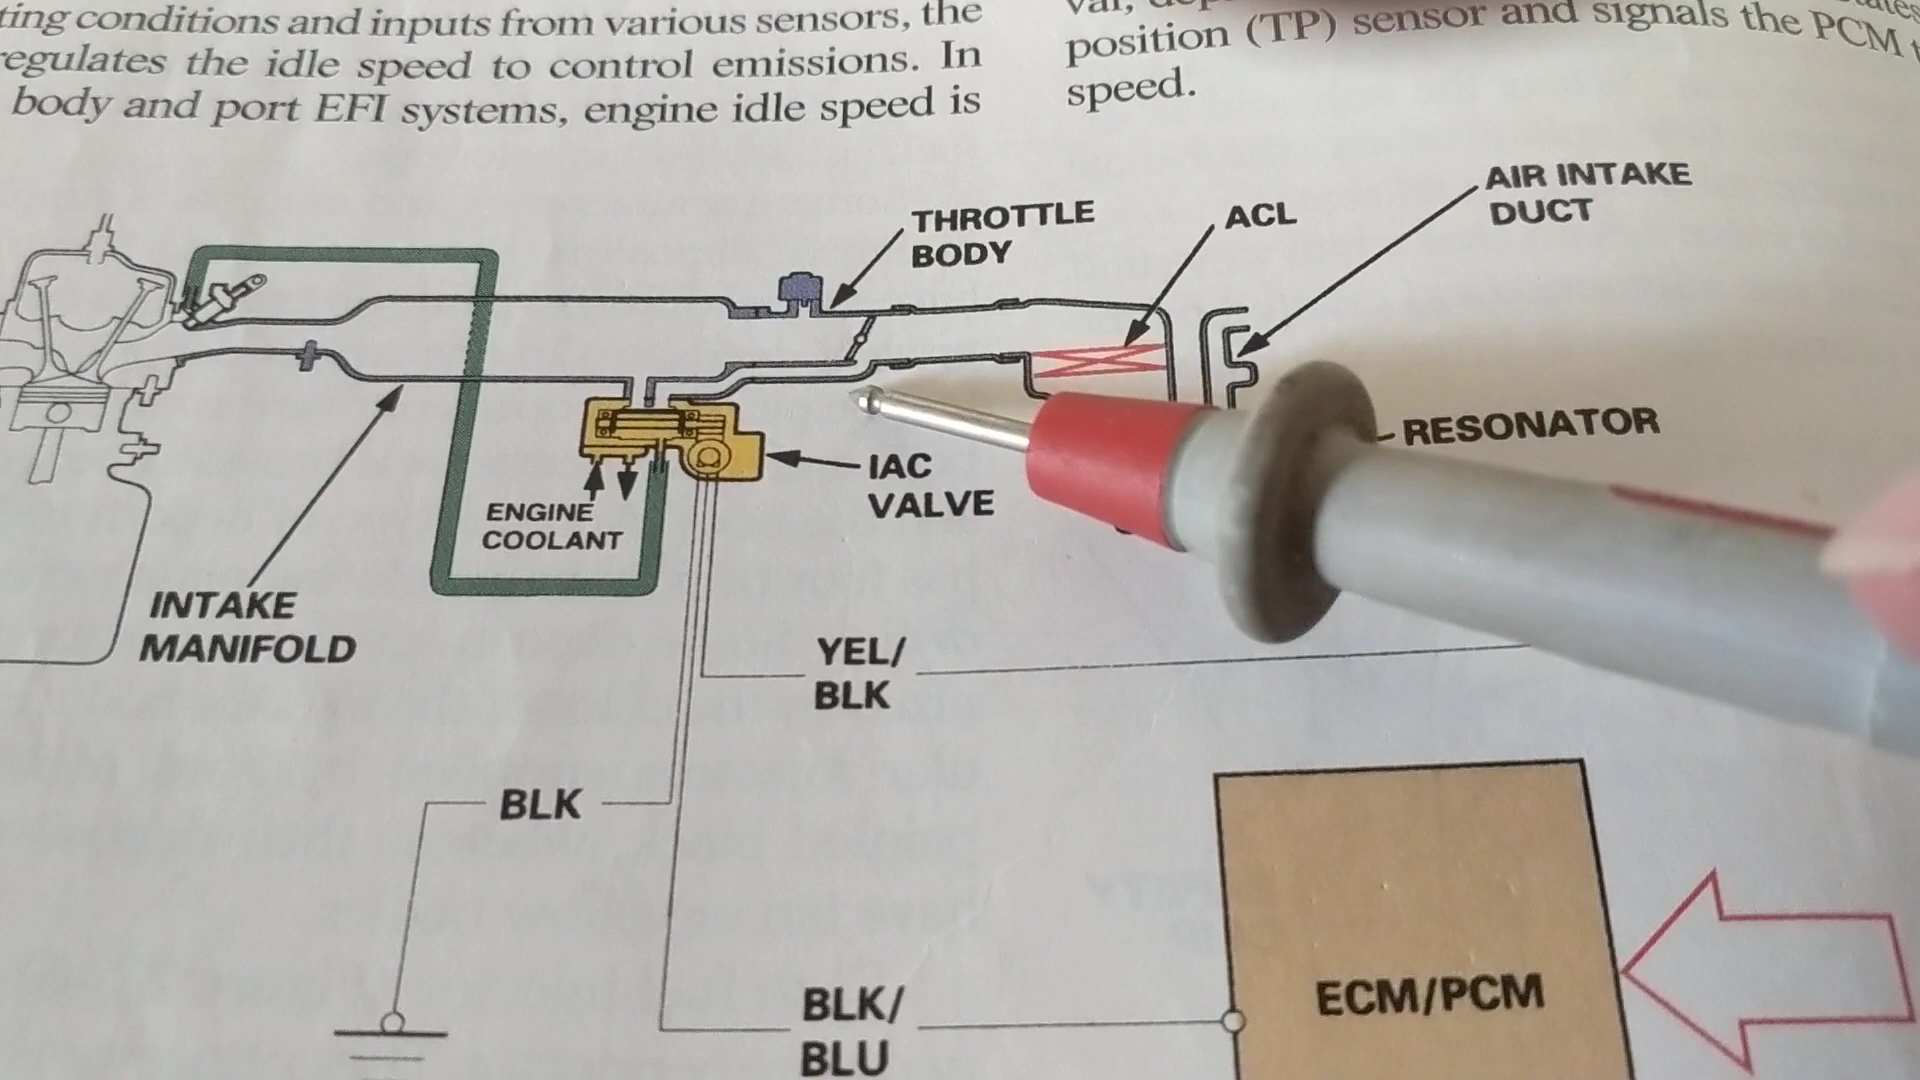 ting conditions and inputs from various sensors, the
regulates the idle speed to control emissions. In
body and port EFI systems, engine idle speed is
position (TP) sensor and signals the PCM
speed.
AIR INTAKE
DUCT
THROTTLE
BODY
ACL
RESONATOR
IAC
VALVE
ENGINE
COOLANT
INTAKE
MANIFOLD
YEL/
BLK
BLK
BLK/
BLU
ECM/PCM